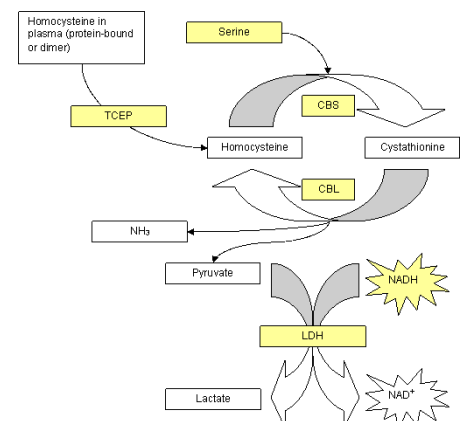 Homocysteine in
plasma (protein-bound
or dimer)
Serine
TCEP
CBS
Homocysteine
Cystathionine
CBL
NH3
Pyruvate
NADH
LDH
Lactate
NAD+